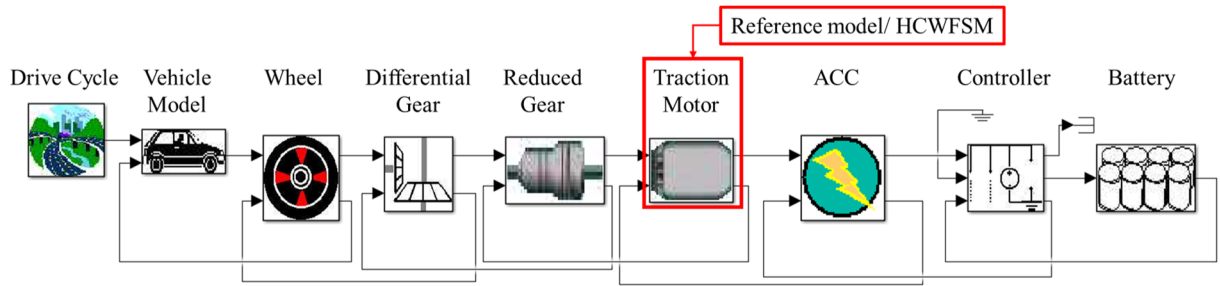 Reference model/ HCWFSM
Drive Cycle
Vehicle
Model
Wheel
Differential
Gear
Reduced
Gear
Traction
Motor
ACC
Controller
Battery